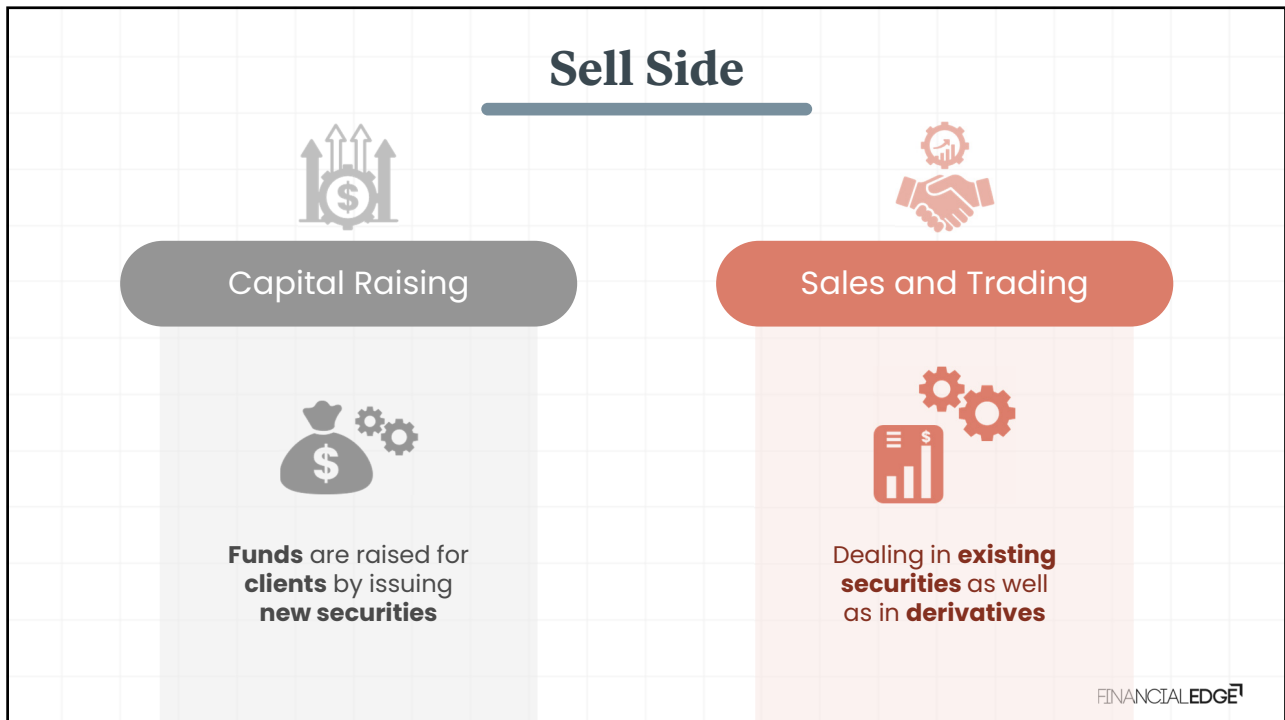 Sell Side
Capital Raising
Funds are raised for
clients by issuing
new securities
Sales and Trading
Dealing in existing
securities as well
as in derivatives
$
$
$
FINANCIALEDGE